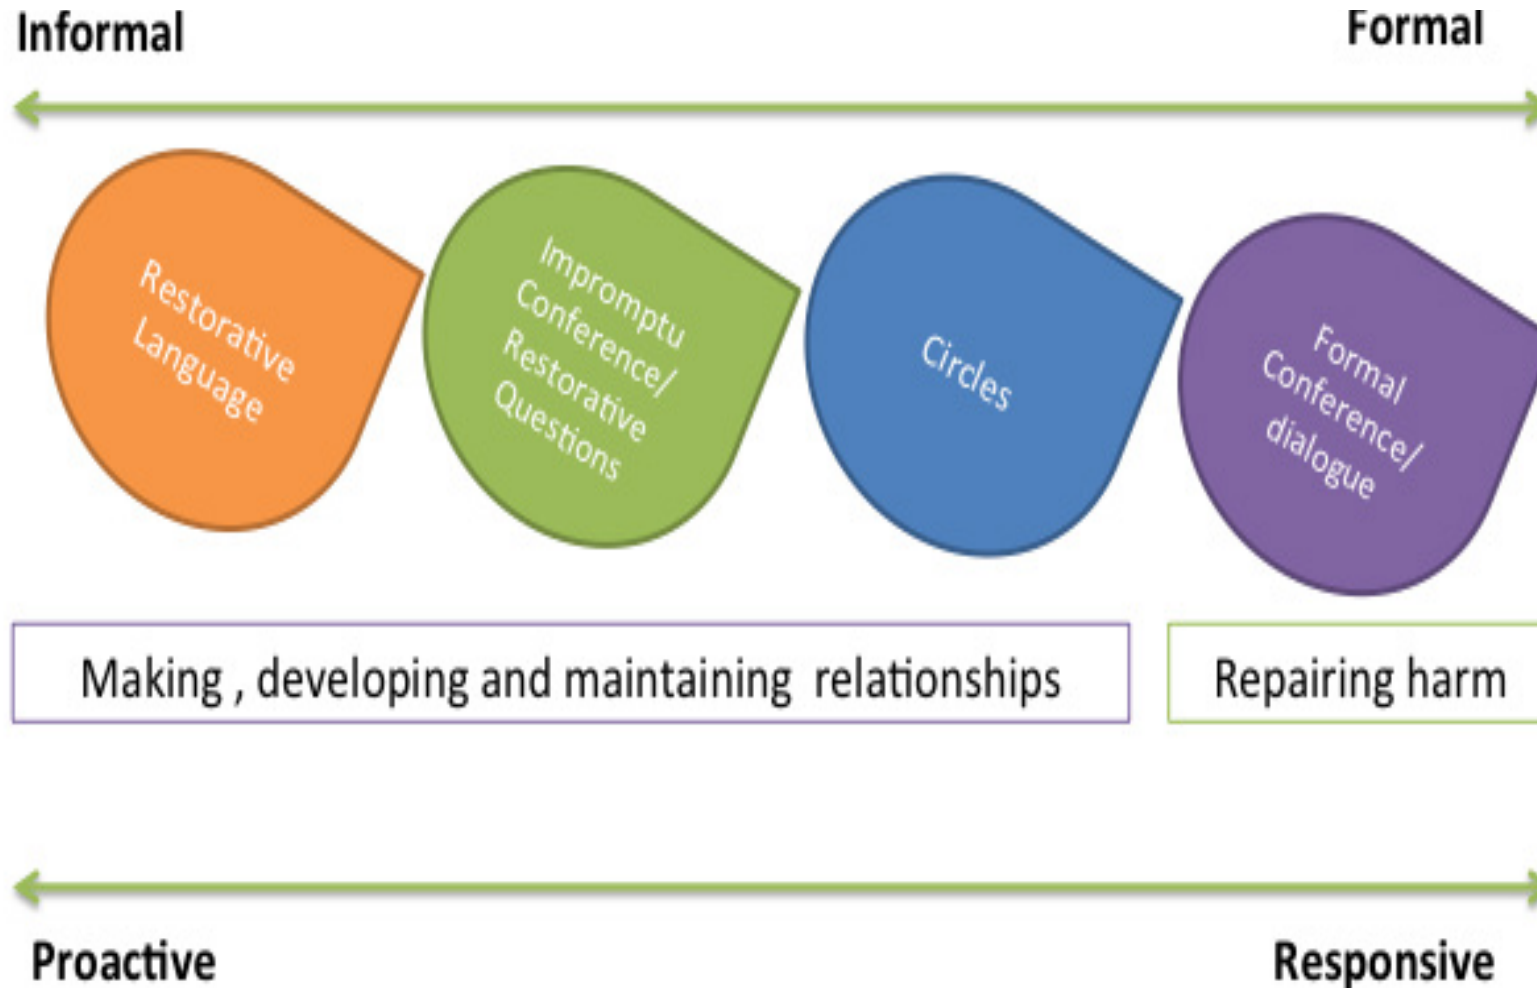 Informal
Formal
Restorative
Language
Impromptu
Conference/
Restorative
Questions
Circles
Formal
Conference/
dialogue
Making , developing and maintaining  relationships
Repairing harm
Proactive
Responsive